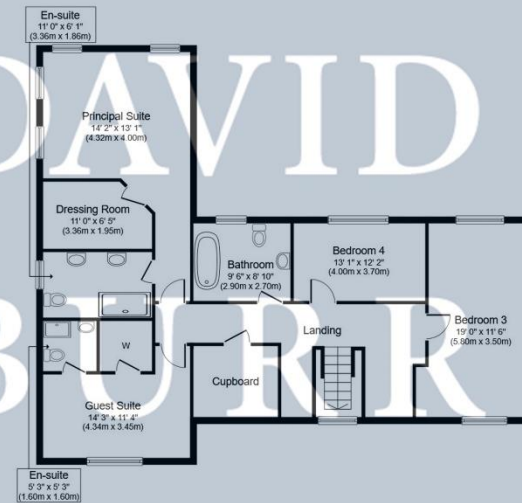 En-suite
11' 0" x 6' 1"
(3.36m x 1.86m)
DAVID
Principal Suite
14' 2" x 13' 1"
(4.32m x 4.00m)
Dressing Room
11' 0" x 6' 5"
(3.36m x 1.95m)
Bathroom
9' 6" x 8' 10"
(2.90m x 2.70m)
Bedroom 4
13' 1" x 12' 2"
(4.00m x 3.70m)
Bedroom 3
19' 0" x 11' 6"
(5.80m x 3.50m)
Landing
BURR
W
Cupboard
Guest Suite
14' 3" x 11' 4"
(4.34m x 3.45m)
En-suite
5' 3" x 5' 3"
(1.60m x 1.60m)